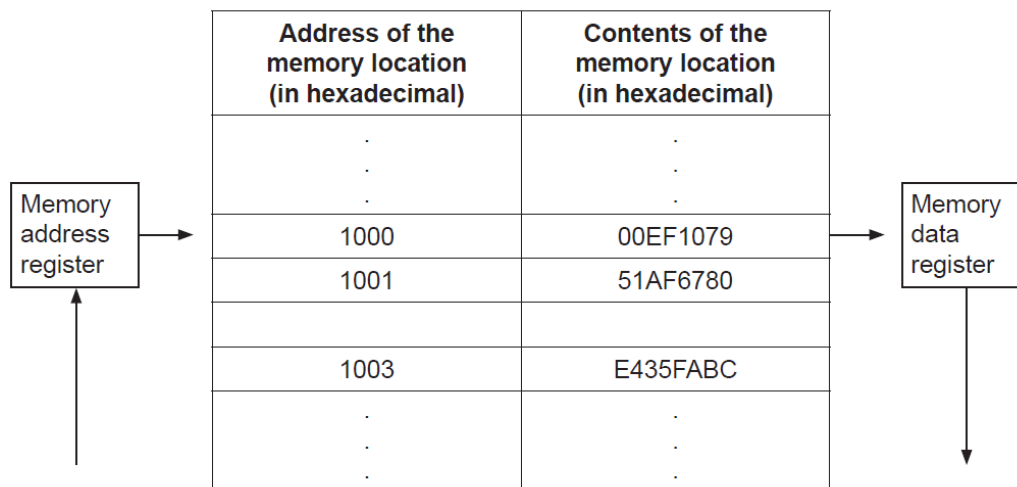 Address of the
memory location
(in hexadecimal)
Contents of the
memory location
(in hexadecimal)
.
.
.
.
.
.
Memory
address
register
1000
00EF1079
Memory
data
register
1001
51AF6780
1003
E435FABC
.
.
.
.
.
.